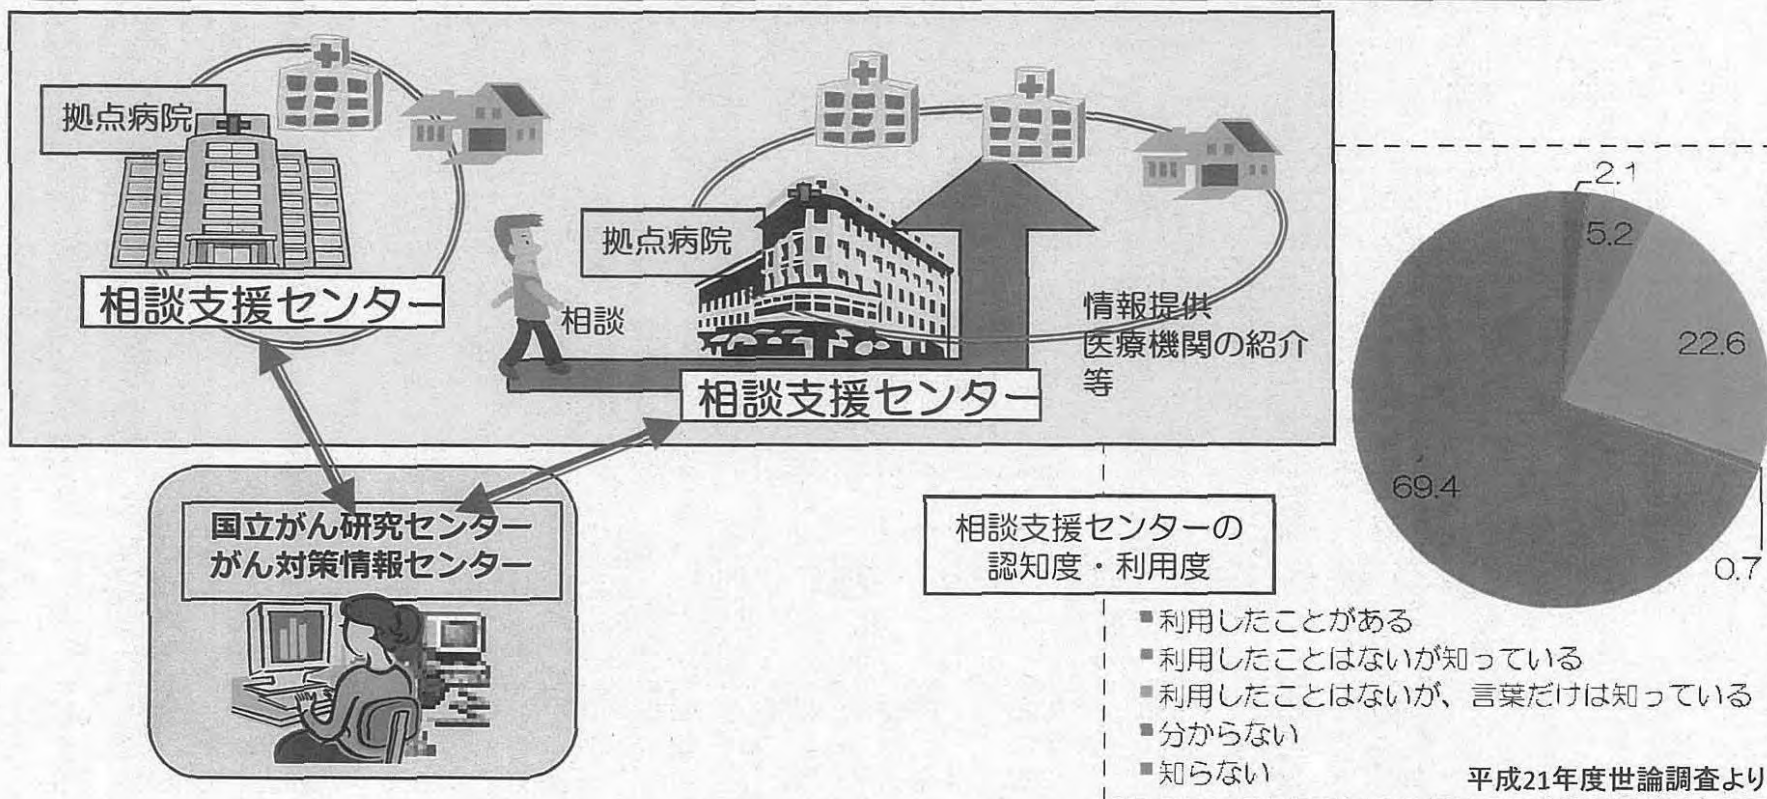 拠点病院
相談支援センター
相談
拠点病院
相談支援センター
情報提供
医療機関の紹介
等
国立がん研究センター
がん対策情報センター
相談支援センターの
認知度・利用度
2.1
5.2
22.6
69.4
0.7
■利用したことがある
■利用したことはないが知っている
■利用したことはないが、言葉だけは知っている
■分からない
■知らない
平成21年度世論調査より